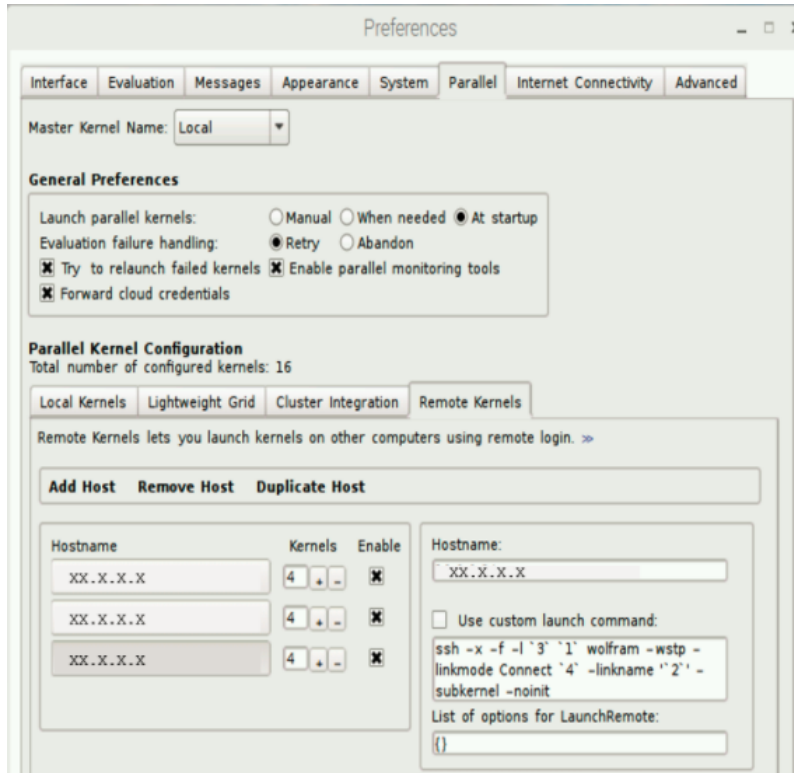 Preferences
Interface Evaluation Messages Appearance System Parallel Internet Connectivity Advanced
Master Kernel Name: Local
General Preferences
Launch parallel kernels: Manual When needed At startup
Evaluation failure handling: Retry Abandon
Try to relaunch failed kernels Enable parallel monitoring tools
Forward cloud credentials
Parallel Kernel Configuration
Total number of configured kernels: 16
Local Kernels Lightweight Grid Cluster Integration Remote Kernels
Remote Kernels lets you launch kernels on other computers using remote login. »
Add Host Remove Host Duplicate Host
Hostname Kernels Enable
xx.x.x.x 4 + -
xx.x.x.x 4 + -
xx.x.x.x 4 + -
Hostname:
xx.x.x.x
Use custom launch command:
ssh -x -f -l `3` `1` wolfram -wstp -
linkmode Connect `4` -linkname '`2`' -
subkernel -noinit
List of options for LaunchRemote:
{}